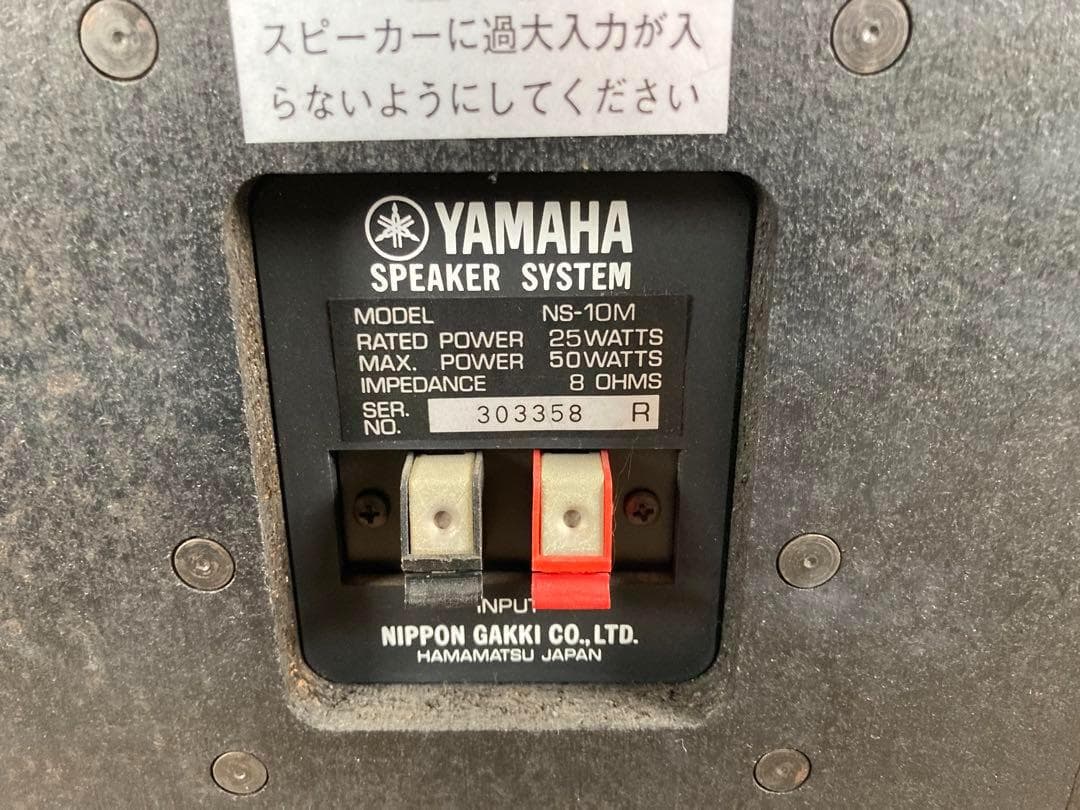 スピーカーに過大入力が入
らないようにしてください
YAMAHA
SPEAKER SYSTEM
MODEL NS-10M
RATED POWER 25WATTS
MAX. POWER 50WATTS
IMPEDANCE 8 OHMS
SER. NO. 303358 R
INPUT
NIPPON GAKKI CO., LTD.
HAMAMATSU JAPAN